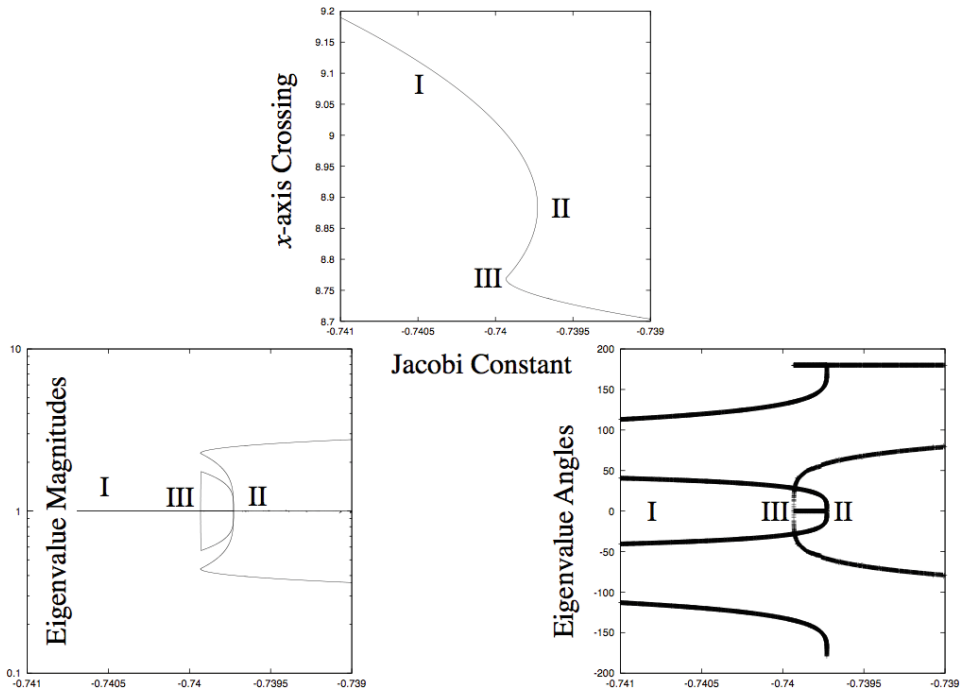 x-axis Crossing
9.2
9.15
9.1
9.05
9
8.95
8.9
8.85
8.8
8.75
8.7
I
II
III
-0.741
-0.7405
-0.74
-0.7395
-0.739
Jacobi Constant
Eigenvalue Magnitudes
10
1
0.1
I
III
II
-0.741
-0.7405
-0.74
-0.7395
-0.739
Eigenvalue Angles
200
150
100
50
0
-50
-100
-150
-200
I
III
II
-0.741
-0.7405
-0.74
-0.7395
-0.739